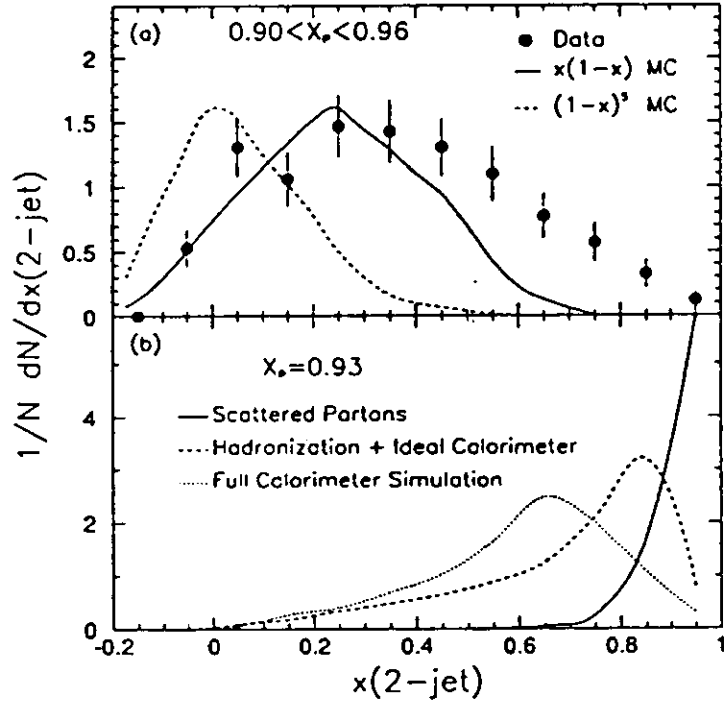 (a)
0.90<Xₚ<0.96
Data
x(1-x) MC
(1-x)⁵ MC
2
1.5
1
0.5
0
1/N dN/dx(2-jet)
(b)
Xₚ=0.93
Scattered Partons
Hadronization + Ideal Calorimeter
Full Calorimeter Simulation
4
2
0
-0.2 0 0.2 0.4 0.6 0.8 1
x(2-jet)